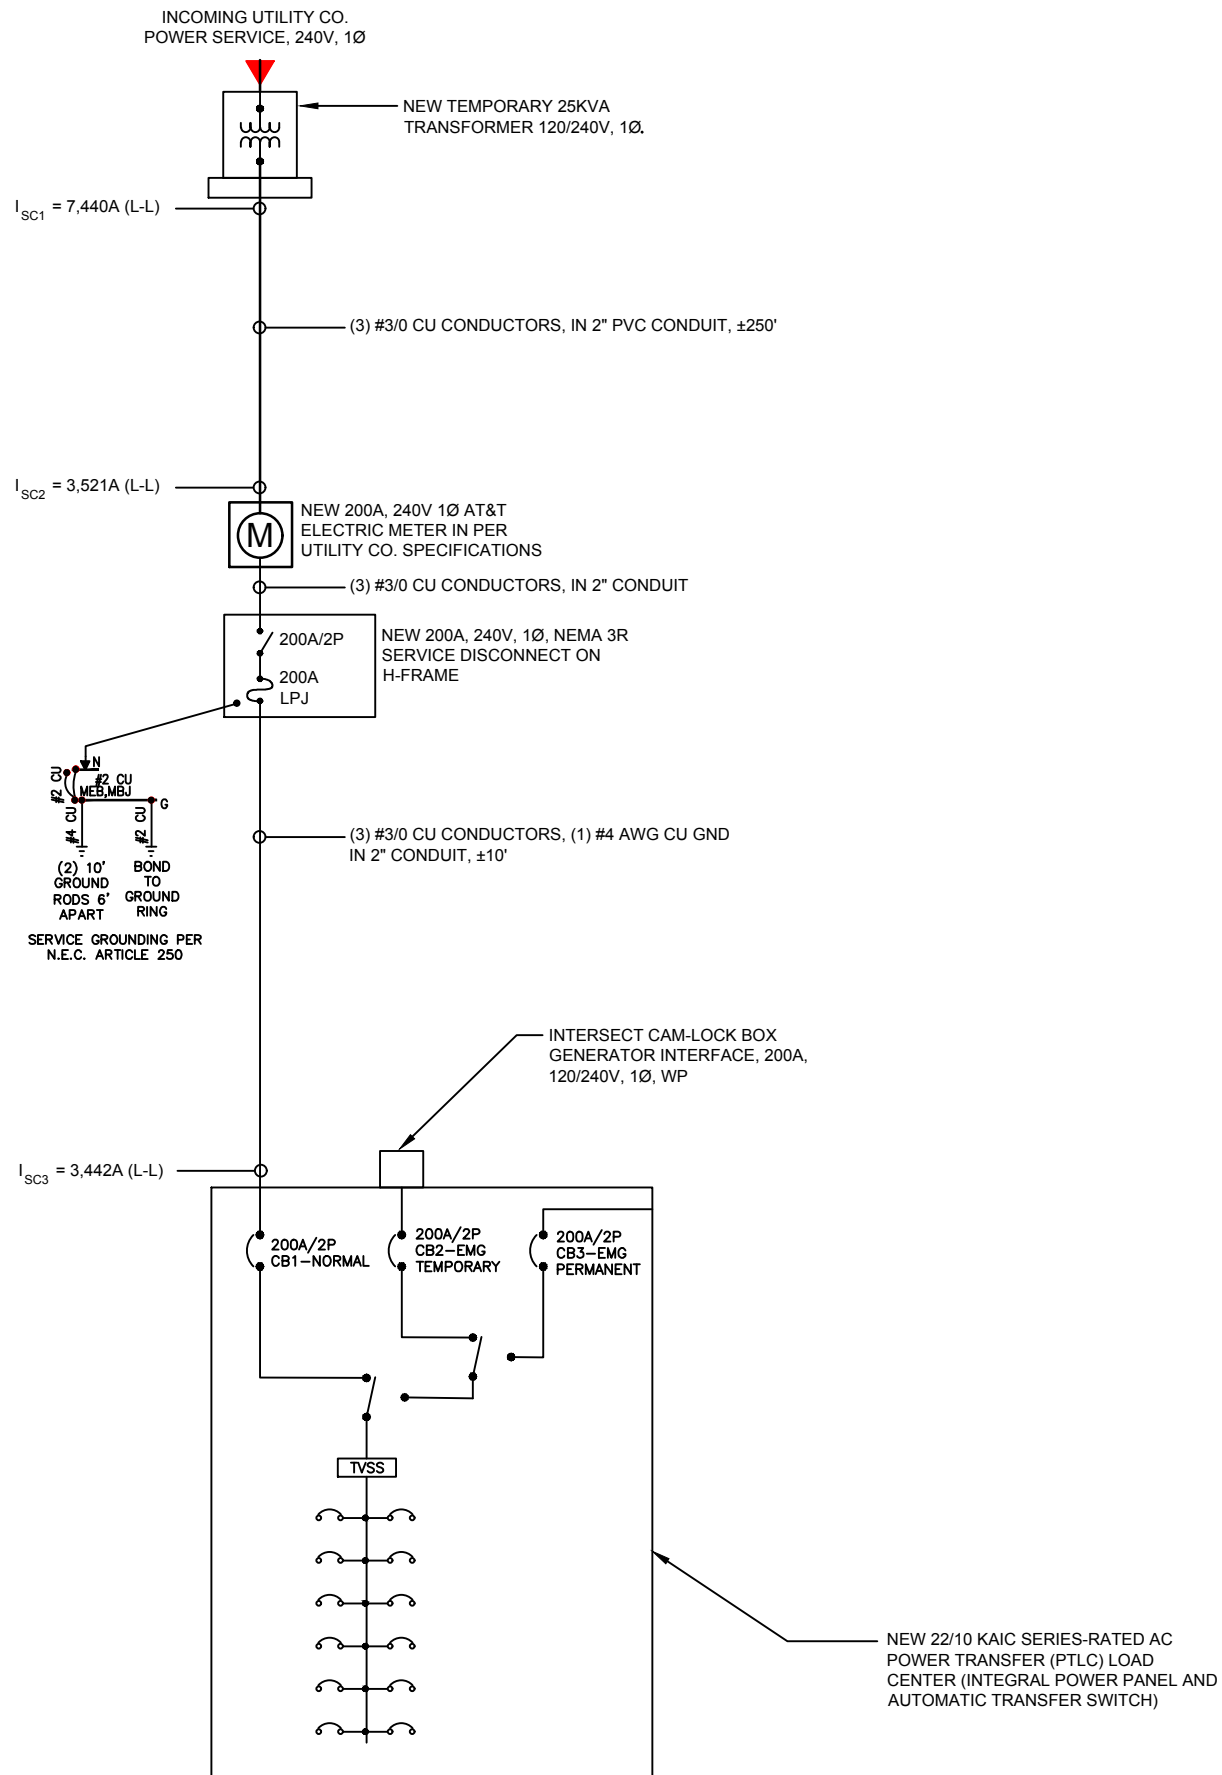 INCOMING UTILITY CO.
POWER SERVICE, 240V, 1Ø
NEW TEMPORARY 25KVA
TRANSFORMER 120/240V, 1Ø.
ISC1 = 7,440A (L-L)
(3) #3/0 CU CONDUCTORS, IN 2" PVC CONDUIT, ±250'
ISC2 = 3,521A (L-L)
M
NEW 200A, 240V 1Ø AT&T
ELECTRIC METER IN PER
UTILITY CO. SPECIFICATIONS
(3) #3/0 CU CONDUCTORS, IN 2" CONDUIT
200A/2P
200A
LPJ
NEW 200A, 240V, 1Ø, NEMA 3R
SERVICE DISCONNECT ON
H-FRAME
N
#2 CU
#2 CU
MEB,MBJ
G
#4 CU
#2 CU
(2) 10'
GROUND
RODS 6'
APART
BOND
TO
GROUND
RING
SERVICE GROUNDING PER
N.E.C. ARTICLE 250
(3) #3/0 CU CONDUCTORS, (1) #4 AWG CU GND
IN 2" CONDUIT, ±10'
INTERSECT CAM-LOCK BOX
GENERATOR INTERFACE, 200A,
120/240V, 1Ø, WP
ISC3 = 3,442A (L-L)
200A/2P
CB1-NORMAL
200A/2P
CB2-EMG
TEMPORARY
200A/2P
CB3-EMG
PERMANENT
TVSS
NEW 22/10 KAIC SERIES-RATED AC
POWER TRANSFER (PTLC) LOAD
CENTER (INTEGRAL POWER PANEL AND
AUTOMATIC TRANSFER SWITCH)